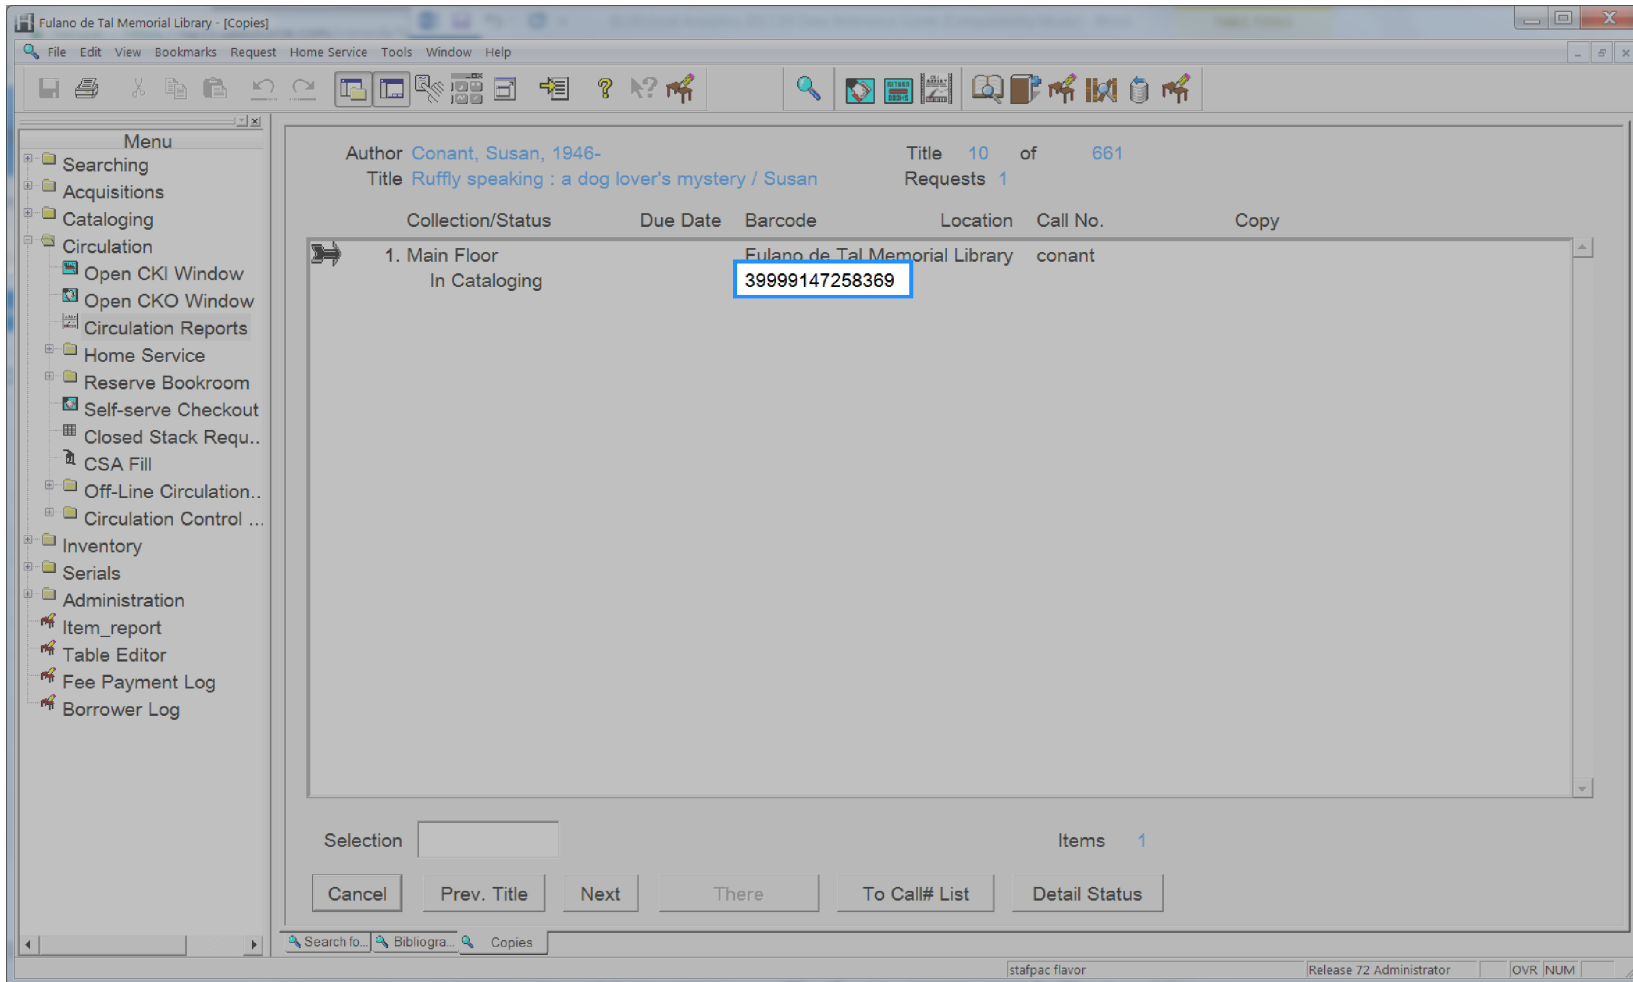 Fulano de Tal Memorial Library - [Copies]
File Edit View Bookmarks Request Home Service Tools Window Help
Menu
Searching
Acquisitions
Cataloging
Circulation
Open CKI Window
Open CKO Window
Circulation Reports
Home Service
Reserve Bookroom
Self-serve Checkout
Closed Stack Requ..
CSA Fill
Off-Line Circulation..
Circulation Control ...
Inventory
Serials
Administration
Item_report
Table Editor
Fee Payment Log
Borrower Log
Author Conant, Susan, 1946- Title 10 of 661
Title Ruffly speaking : a dog lover's mystery / Susan Requests 1
Collection/Status Due Date Barcode Location Call No. Copy
1. Main Floor Fulano de Tal Memorial Library conant
In Cataloging 39999147258369
Selection Items 1
Cancel Prev. Title Next There To Call# List Detail Status
Search fo... Bibliogra... Copies
stafpac flavor Release 72 Administrator OVR NUM